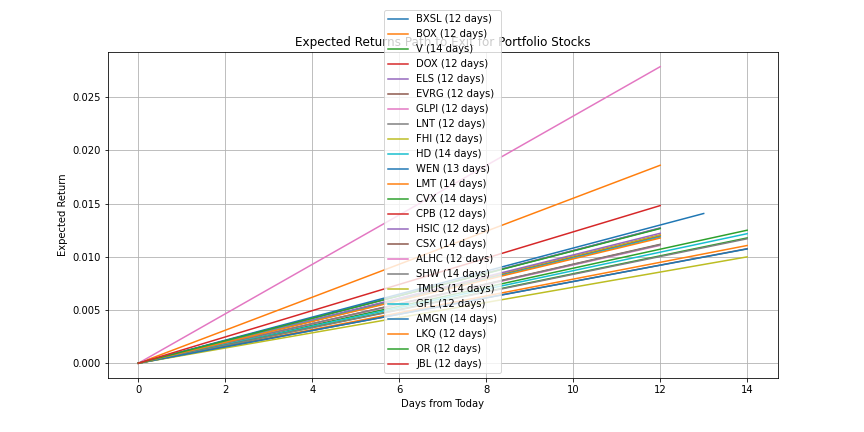 Expected Returns Path to Exit for Portfolio Stocks
BXSL (12 days)
BOX (12 days)
V (14 days)
DOX (12 days)
ELS (12 days)
EVRG (12 days)
GLPI (12 days)
LNT (12 days)
FHI (12 days)
HD (14 days)
WEN (13 days)
LMT (14 days)
CVX (14 days)
CPB (12 days)
HSIC (12 days)
CSX (14 days)
ALHC (12 days)
SHW (14 days)
TMUS (14 days)
GFL (12 days)
AMGN (14 days)
LKQ (12 days)
OR (12 days)
JBL (12 days)
Expected Return
0.025
0.020
0.015
0.010
0.005
0.000
0 2 4 6 8 10 12 14
Days from Today